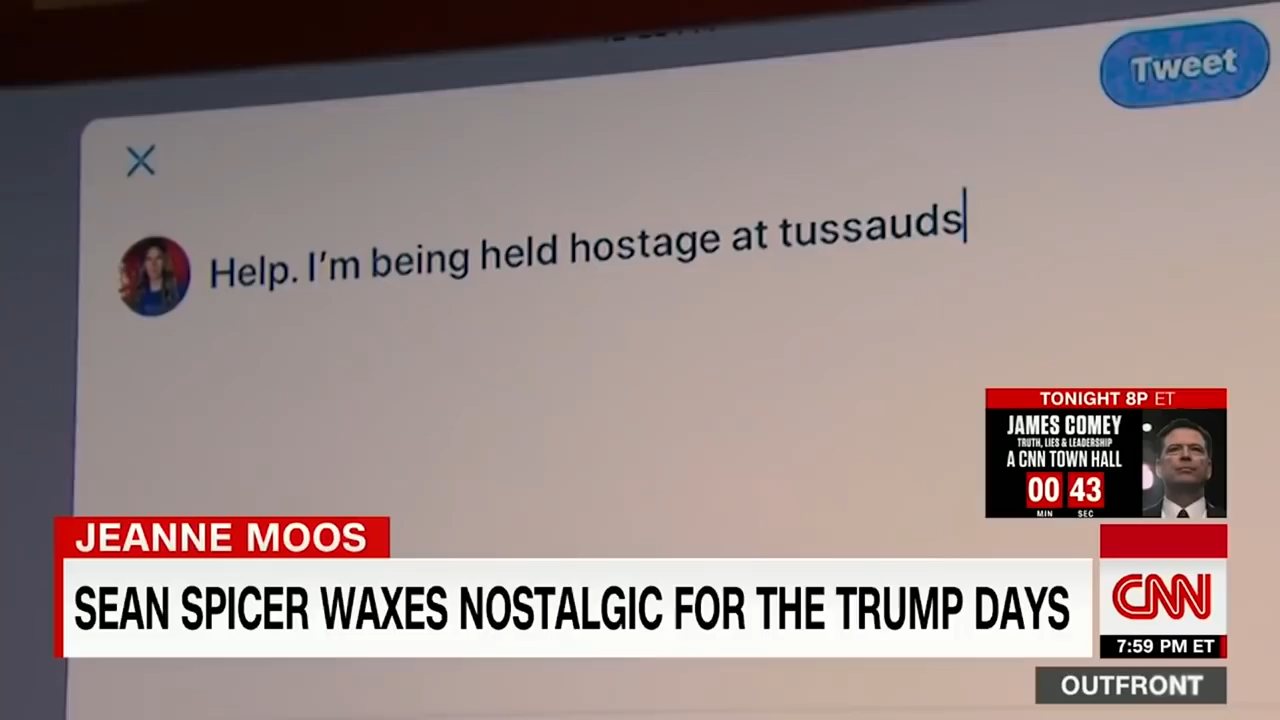 Tweet
Help. I'm being held hostage at tussauds
TONIGHT 8P ET
JAMES COMEY
TRUTH, LIES & LEADERSHIP
A CNN TOWN HALL
00 43
MIN SEC
JEANNE MOOS
SEAN SPICER WAXES NOSTALGIC FOR THE TRUMP DAYS
CNN
7:59 PM ET
OUTFRONT